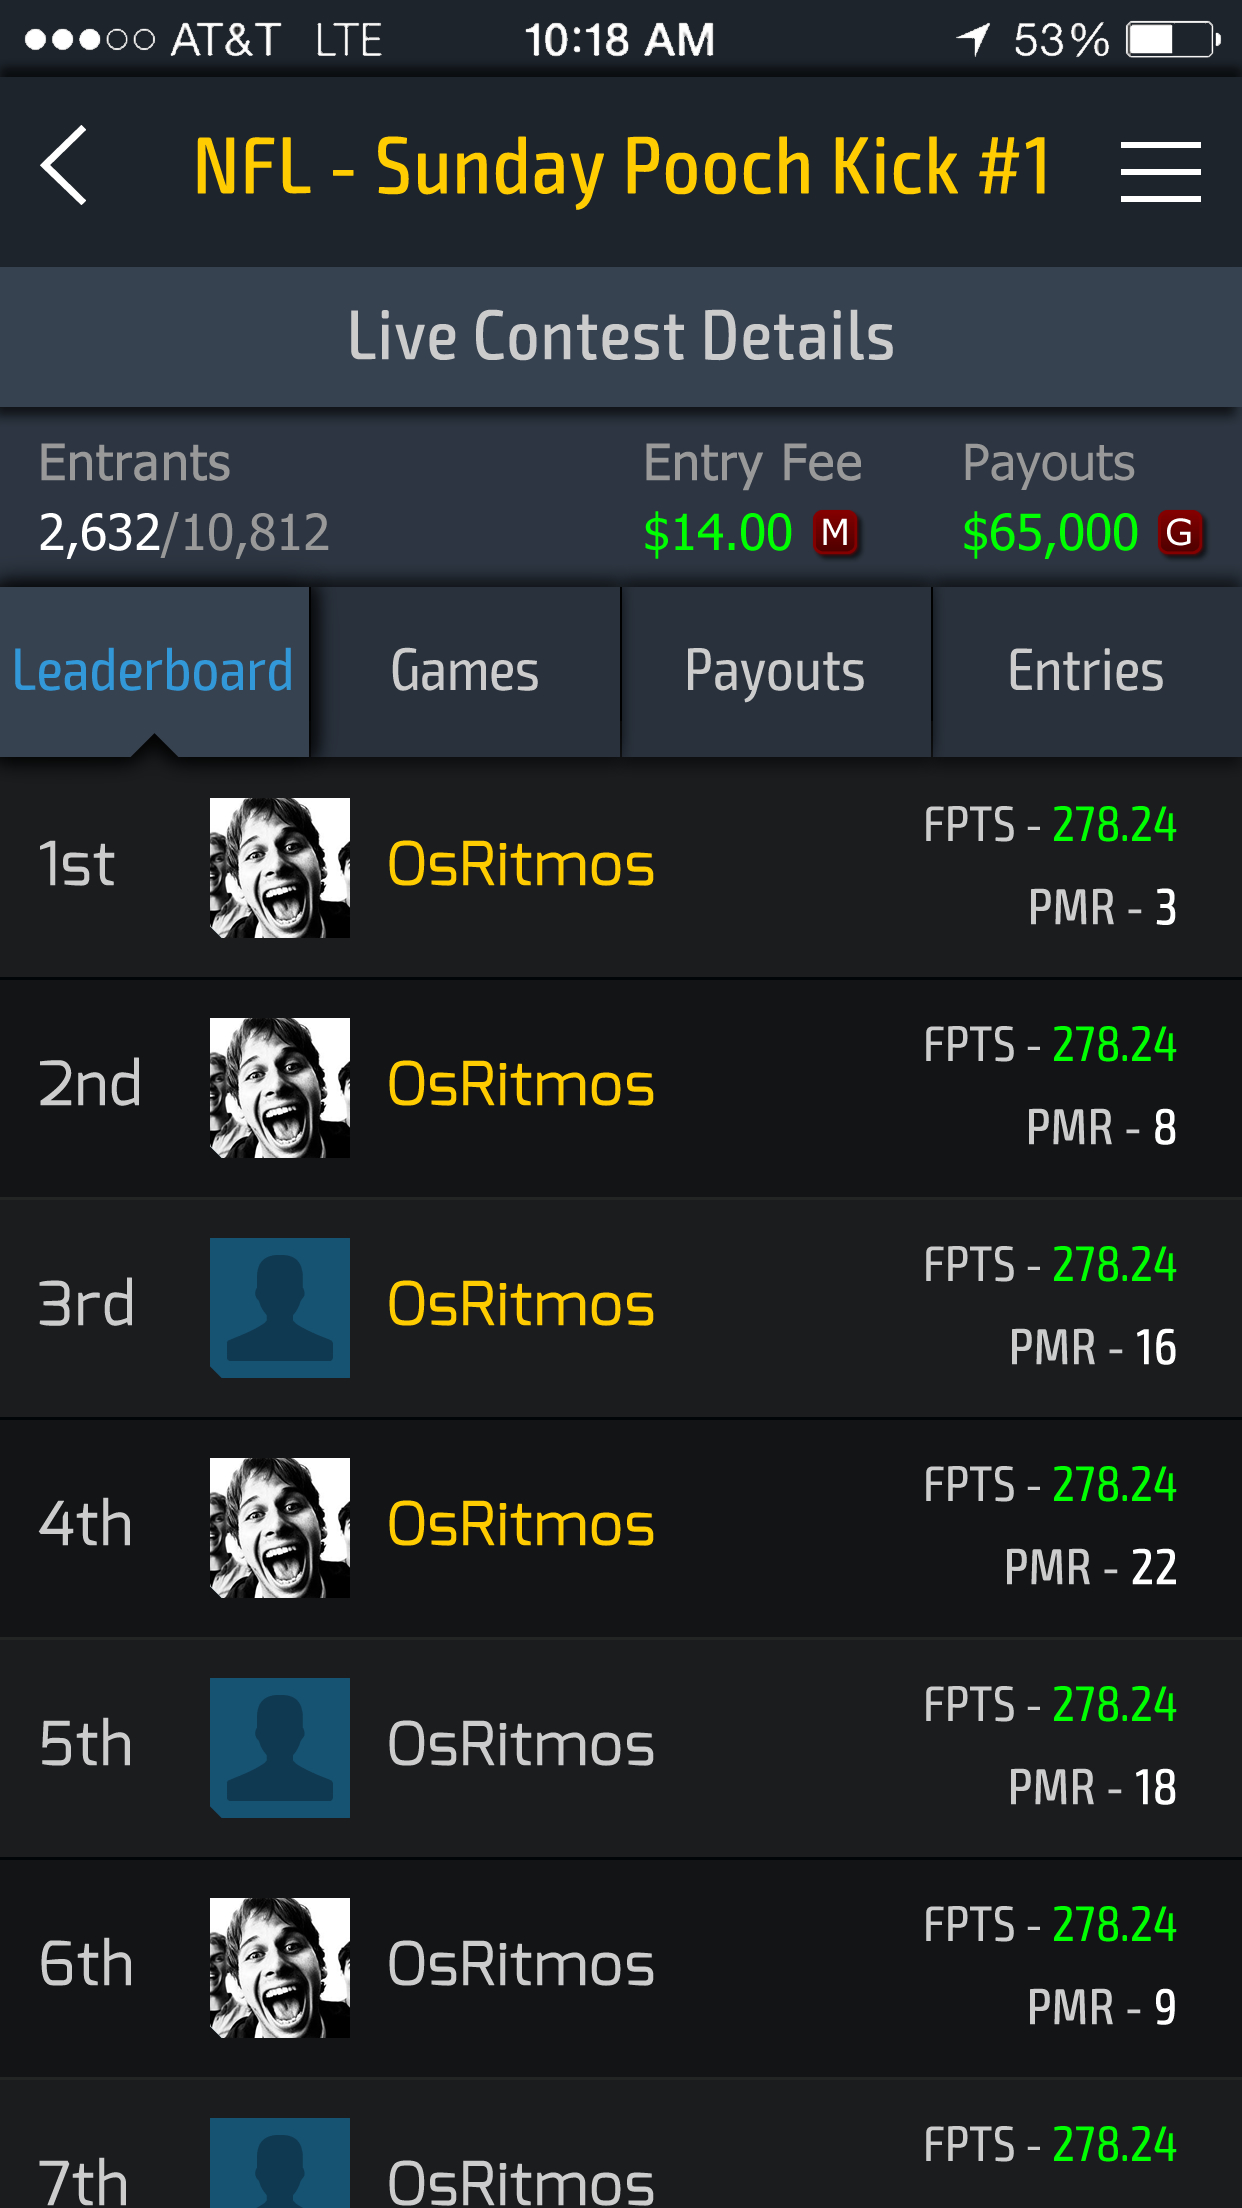 AT&T LTE 10:18 AM 53%
NFL - Sunday Pooch Kick #1
Live Contest Details
Entrants Entry Fee Payouts
2,632/10,812 $14.00 M $65,000 G
Leaderboard Games Payouts Entries
1st OsRitmos FPTS - 278.24
PMR - 3
2nd OsRitmos FPTS - 278.24
PMR - 8
3rd OsRitmos FPTS - 278.24
PMR - 16
4th OsRitmos FPTS - 278.24
PMR - 22
5th OsRitmos FPTS - 278.24
PMR - 18
6th OsRitmos FPTS - 278.24
PMR - 9
7th OsRitmos FPTS - 278.24